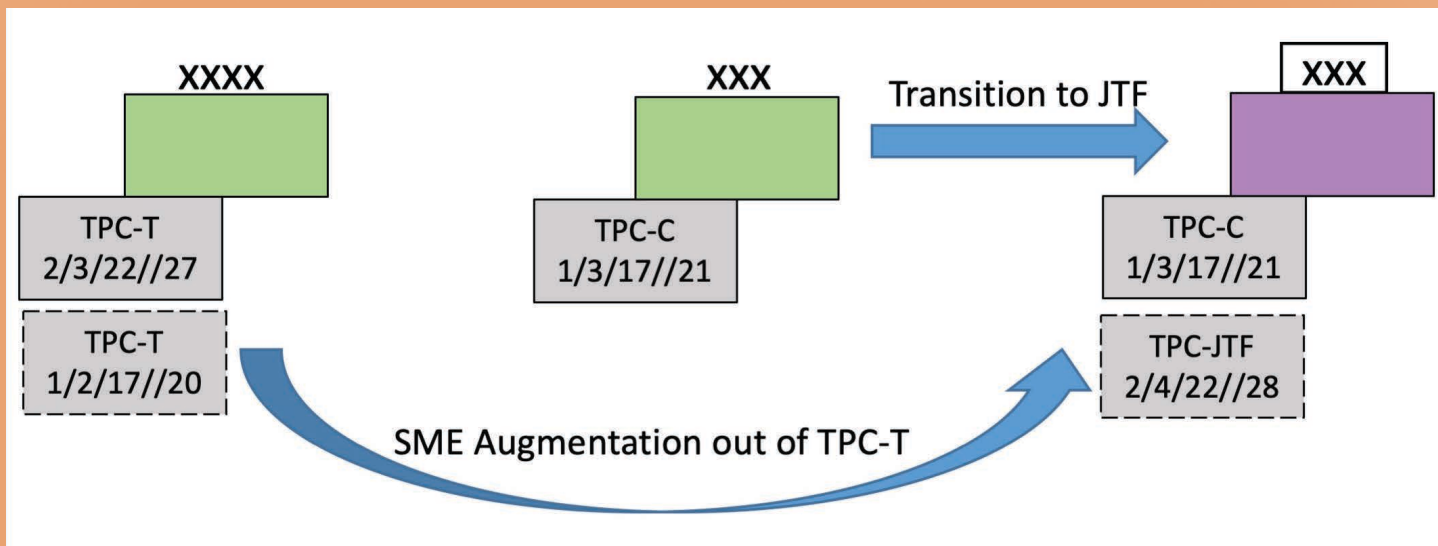 XXXX
TPC-T
2/3/22//27
TPC-T
1/2/17//20
XXX
TPC-C
1/3/17//21
Transition to JTF
XXX
TPC-C
1/3/17//21
TPC-JTF
2/4/22//28
SME Augmentation out of TPC-T